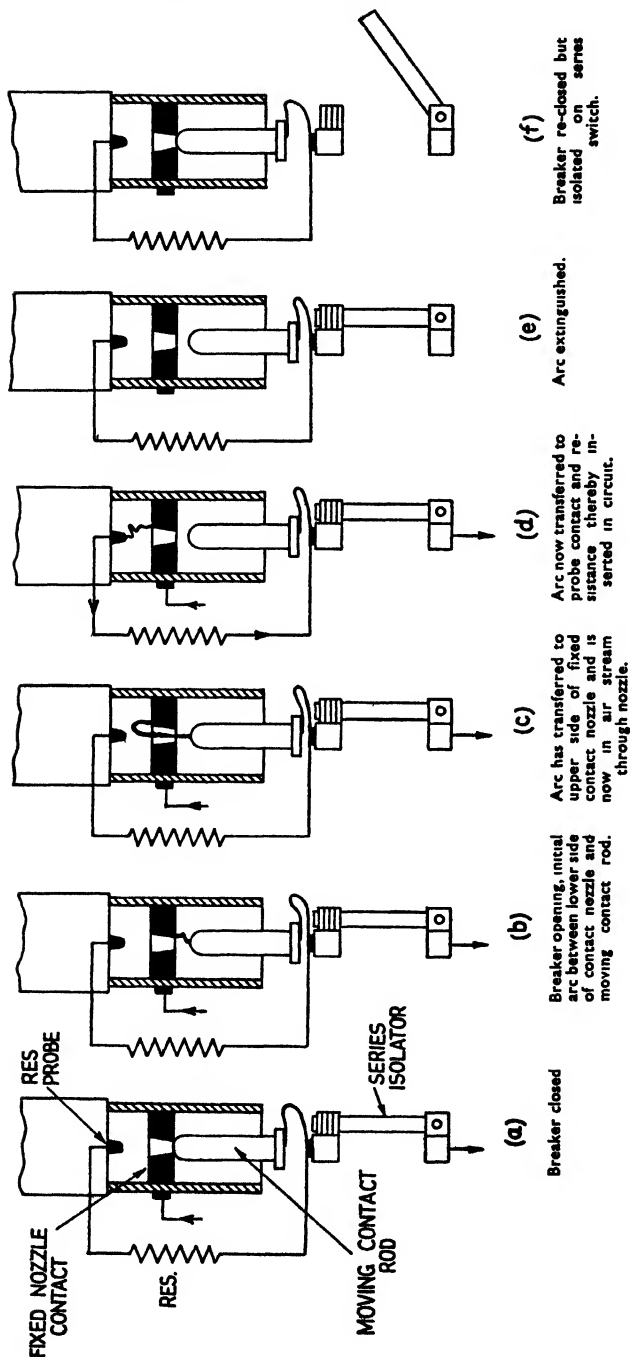 FIXED NOZZLE
CONTACT
RES
PROBE
RES.
MOVING CONTACT
ROD
SERIES
ISOLATOR
(a)
Breaker closed
(b)
Breaker opening, initial
arc between lower side
of contact nozzle and
moving contact rod.
(c)
Arc has transferred to
upper side of fixed
contact nozzle and is
now in air stream
through nozzle.
(d)
Arc now transferred to
probe contact and re-
sistance thereby in-
serted in circuit.
(e)
Arc extinguished.
(f)
Breaker re-closed but
isolated on series
switch.